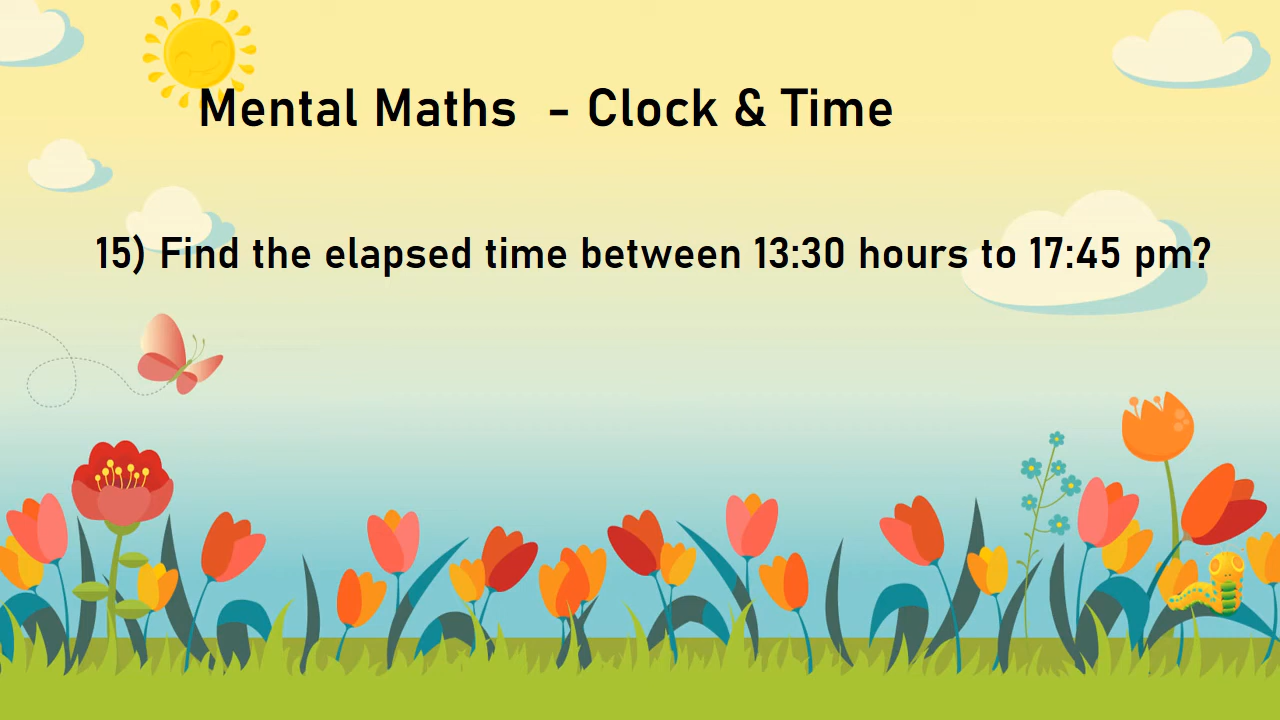 Mental Maths - Clock & Time
15) Find the elapsed time between 13:30 hours to 17:45 pm?